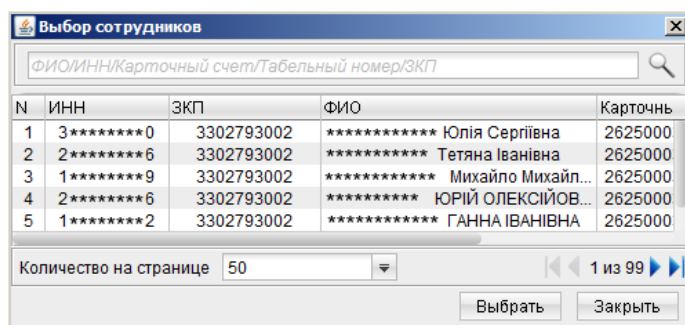 Выбор сотрудников
ФИО/ИНН/Карточный счет/Табельный номер/ЗКП
N ИНН ЗКП ФИО Карточнь
1 3********0 3302793002 ************ Юлія Сергіївна 2625000
2 2********6 3302793002 *********** Тетяна Іванівна 2625000
3 1********9 3302793002 ************ Михайло Михайл... 2625000
4 2********6 3302793002 ********** ЮРІЙ ОЛЕКСІЙОВ... 2625000
5 1********2 3302793002 ************ ГАННА ІВАНІВНА 2625000
Количество на странице 50 1 из 99
Выбрать Закрыть